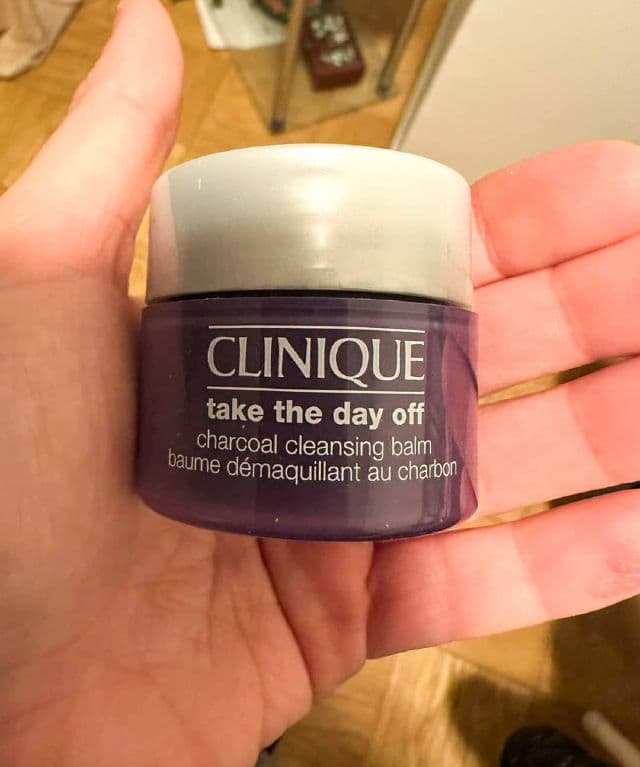 CLINIQUE
take the day off
charcoal cleansing balm
baume démaquillant au charbon